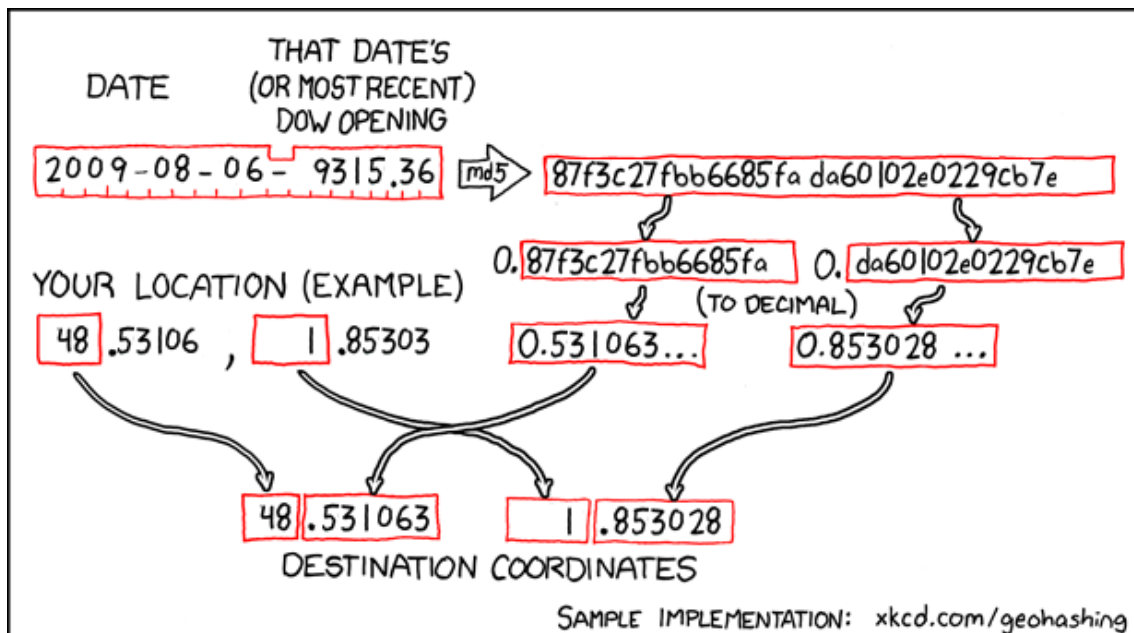 DATE
THAT DATE'S
(OR MOST RECENT)
DOW OPENING
2009-08-06- 9315.36
md5
87f3c27fbb6685fa da60102e0229cb7e
0. 87f3c27fbb6685fa
0. da60102e0229cb7e
(TO DECIMAL)
YOUR LOCATION (EXAMPLE)
48 .53106 , 1 .85303
0.531063...
0.853028 ...
48 .531063
1 .853028
DESTINATION COORDINATES
SAMPLE IMPLEMENTATION: xkcd.com/geohashing